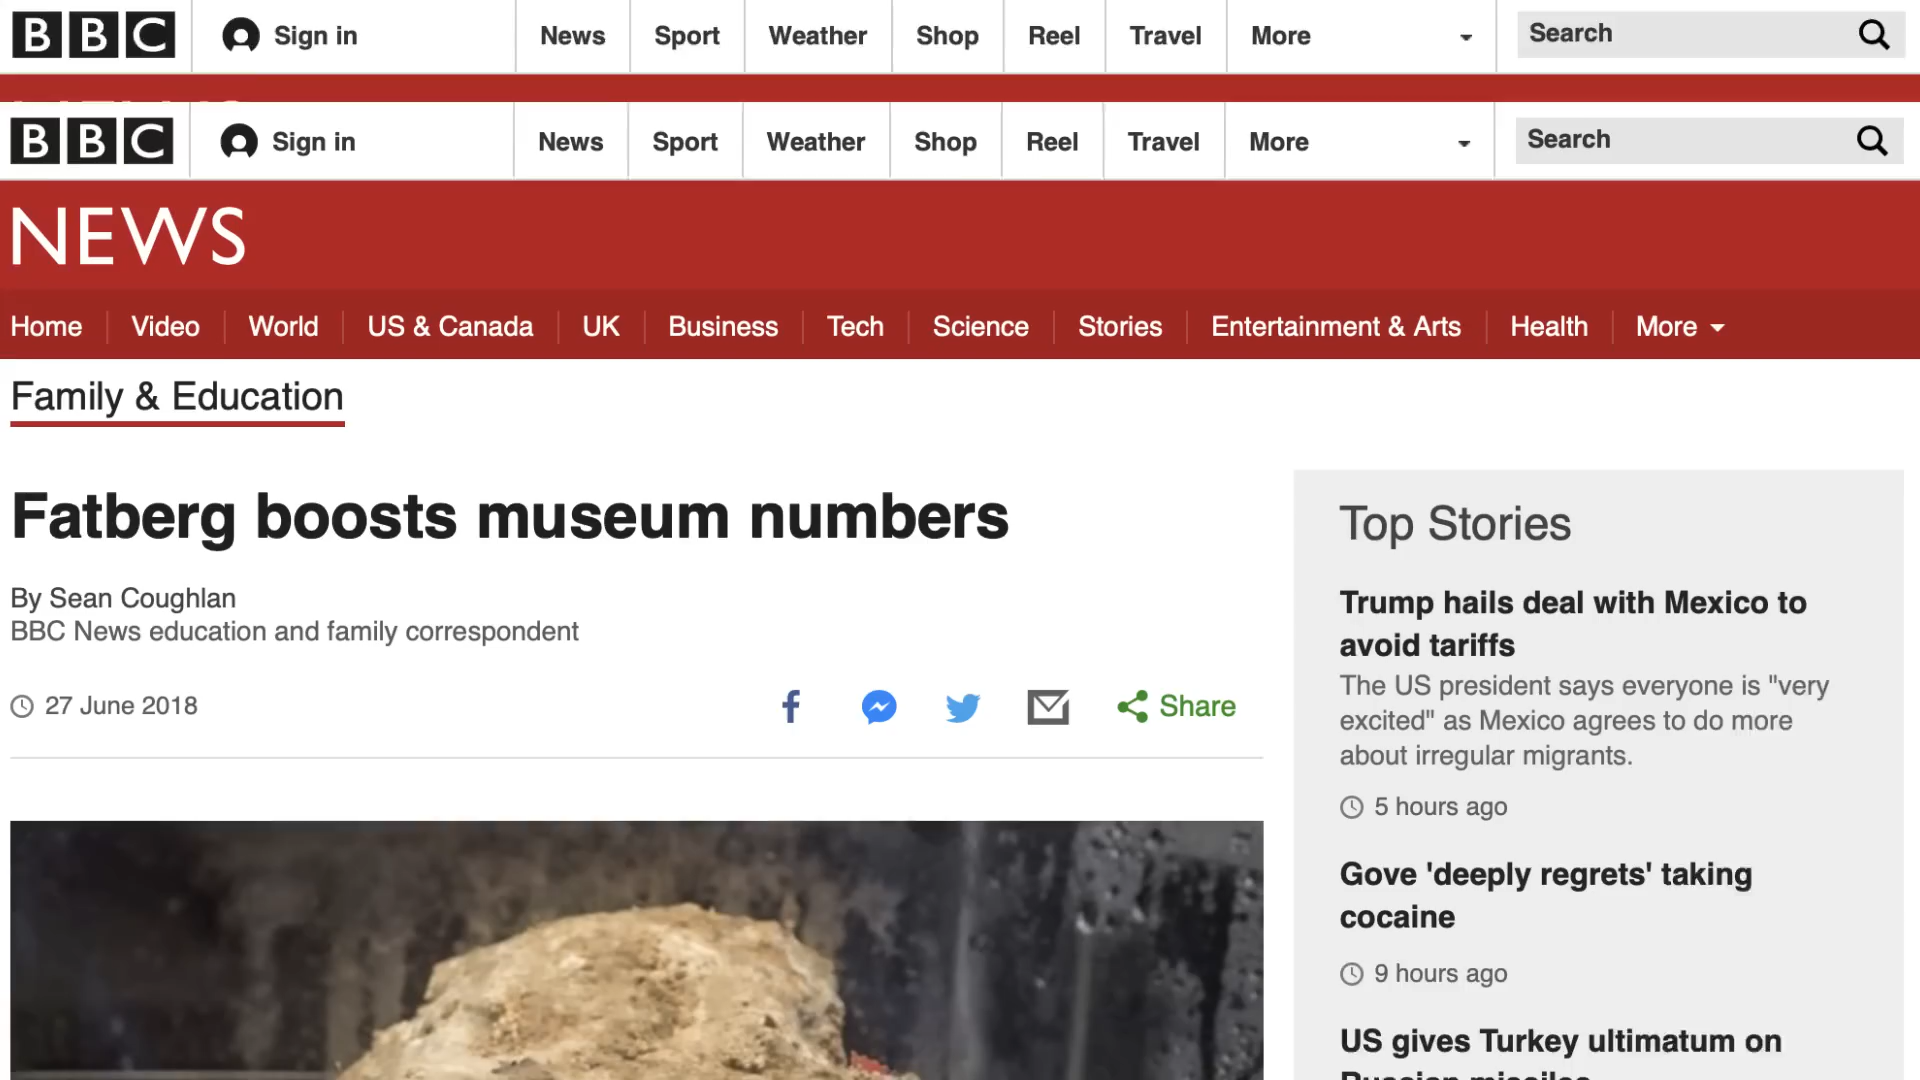 BBC
Sign in
News
Sport
Weather
Shop
Reel
Travel
More
Search
BBC
Sign in
News
Sport
Weather
Shop
Reel
Travel
More
Search
NEWS
Home
Video
World
US & Canada
UK
Business
Tech
Science
Stories
Entertainment & Arts
Health
More
Family & Education
Fatberg boosts museum numbers
By Sean Coughlan
BBC News education and family correspondent
27 June 2018
Share
Top Stories
Trump hails deal with Mexico to
avoid tariffs
The US president says everyone is "very
excited" as Mexico agrees to do more
about irregular migrants.
5 hours ago
Gove 'deeply regrets' taking
cocaine
9 hours ago
US gives Turkey ultimatum on
Russian missiles